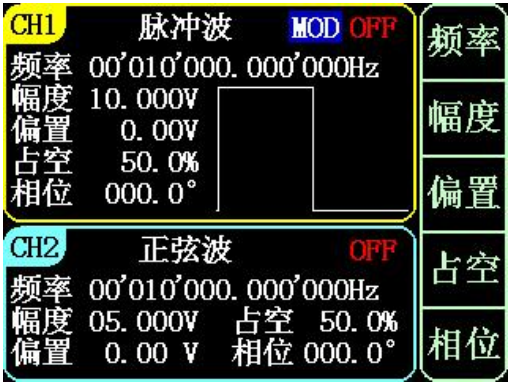 CH1 脉冲波 MOD OFF
频率 00'010'000.000'000Hz
幅度 10.000V
偏置 0.00V
占空 50.0%
相位 000.0°
CH2 正弦波 OFF
频率 00'010'000.000'000Hz
幅度 05.000V 占空 50.0%
偏置 0.00 V 相位 000.0°
频率
幅度
偏置
占空
相位